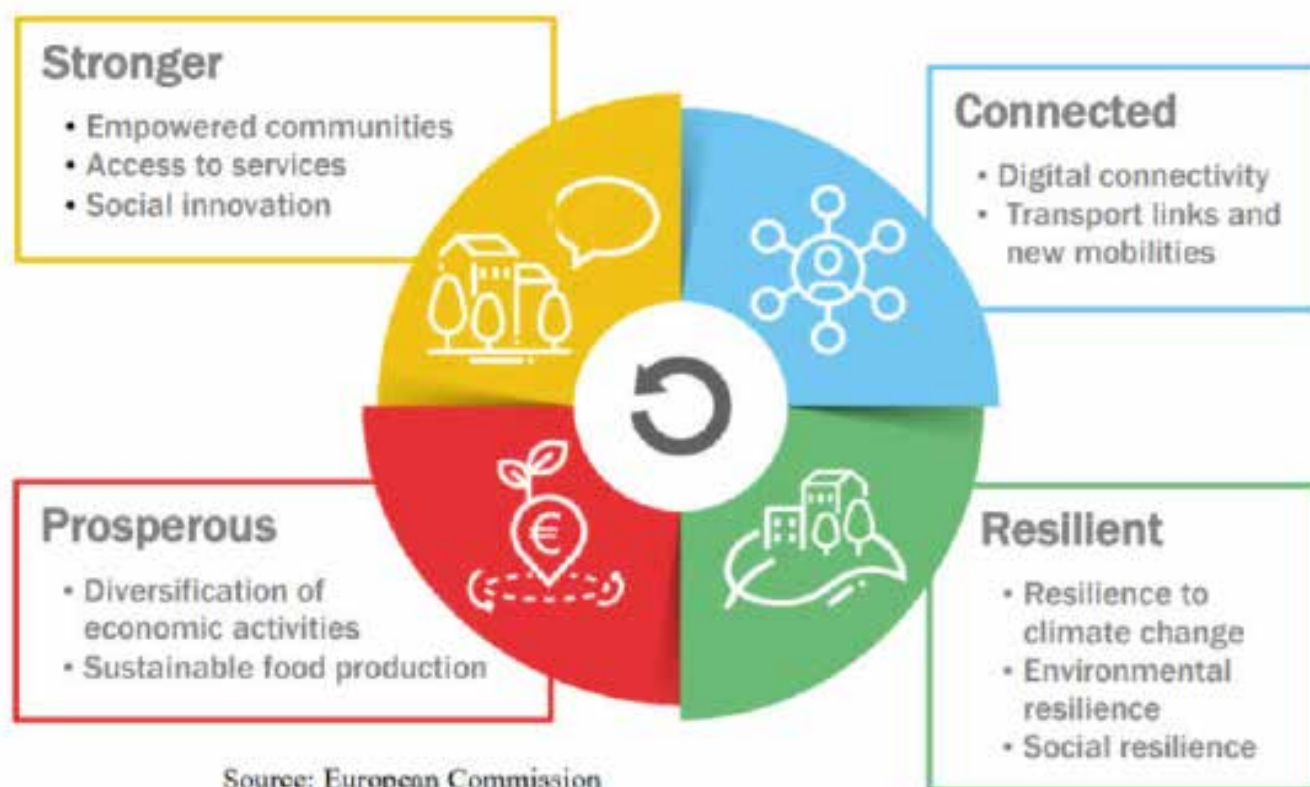 Stronger
• Empowered communities
• Access to services
• Social innovation
Connected
• Digital connectivity
• Transport links and
new mobilities
€
Prosperous
• Diversification of
economic activities
• Sustainable food production
Resilient
• Resilience to
climate change
• Environmental
resilience
• Social resilience
Source: European Commission